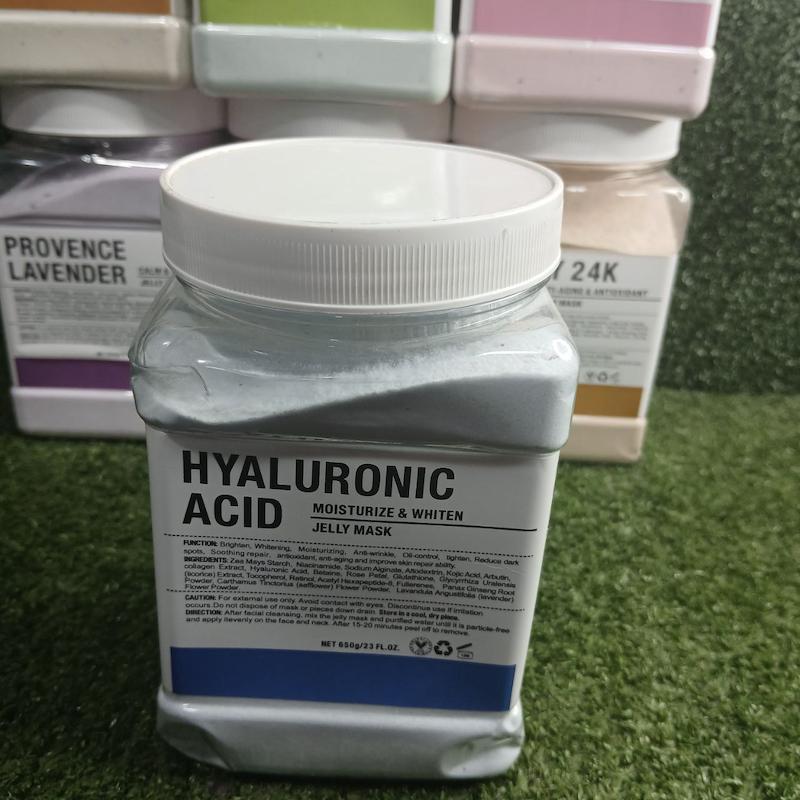 PROVENCE
LAVENDER
Y 24K
TI-AGING & ANTIOXIDANT
MASK
HYALURONIC
ACID
MOISTURIZE & WHITEN
JELLY MASK
FUNCTION: Brighten, Whitening, Moisturizing, Anti-wrinkle, Oil-control, tighten, Reduce dark
spots, Soothing repair, antioxidant, anti-aging and improve skin repair ability.
INGREDIENTS: Zea Mays Starch, Niacinamide, Sodium Alginate, Altodextrin, Kojic Acid, Arbutin,
collagen Extract, Hyaluronic Acid, Betaine, Rose Petal, Glutathione, Glycyrrhiza Uralensis
(licorice) Extract, Tocopherol, Retinol, Acetyl Hexapeptide-8, Fullerenes, Panax Ginseng Root
Powder, Carthamus Tinctorius (safflower) Flower Powder, Lavandula Angustifolia (lavender)
Flower Powder
CAUTION: For external use only. Avoid contact with eyes. Discontinue use if irritation
occurs.Do not dispose of mask or pieces down drain. Store in a cool, dry place.
DIRECTION: After facial cleansing, mix the jelly mask and purified water until it is particle-free
and apply itevenly on the face and neck. After 15-20 minutes peel off to remove.
NET 650g/23 FL.OZ.